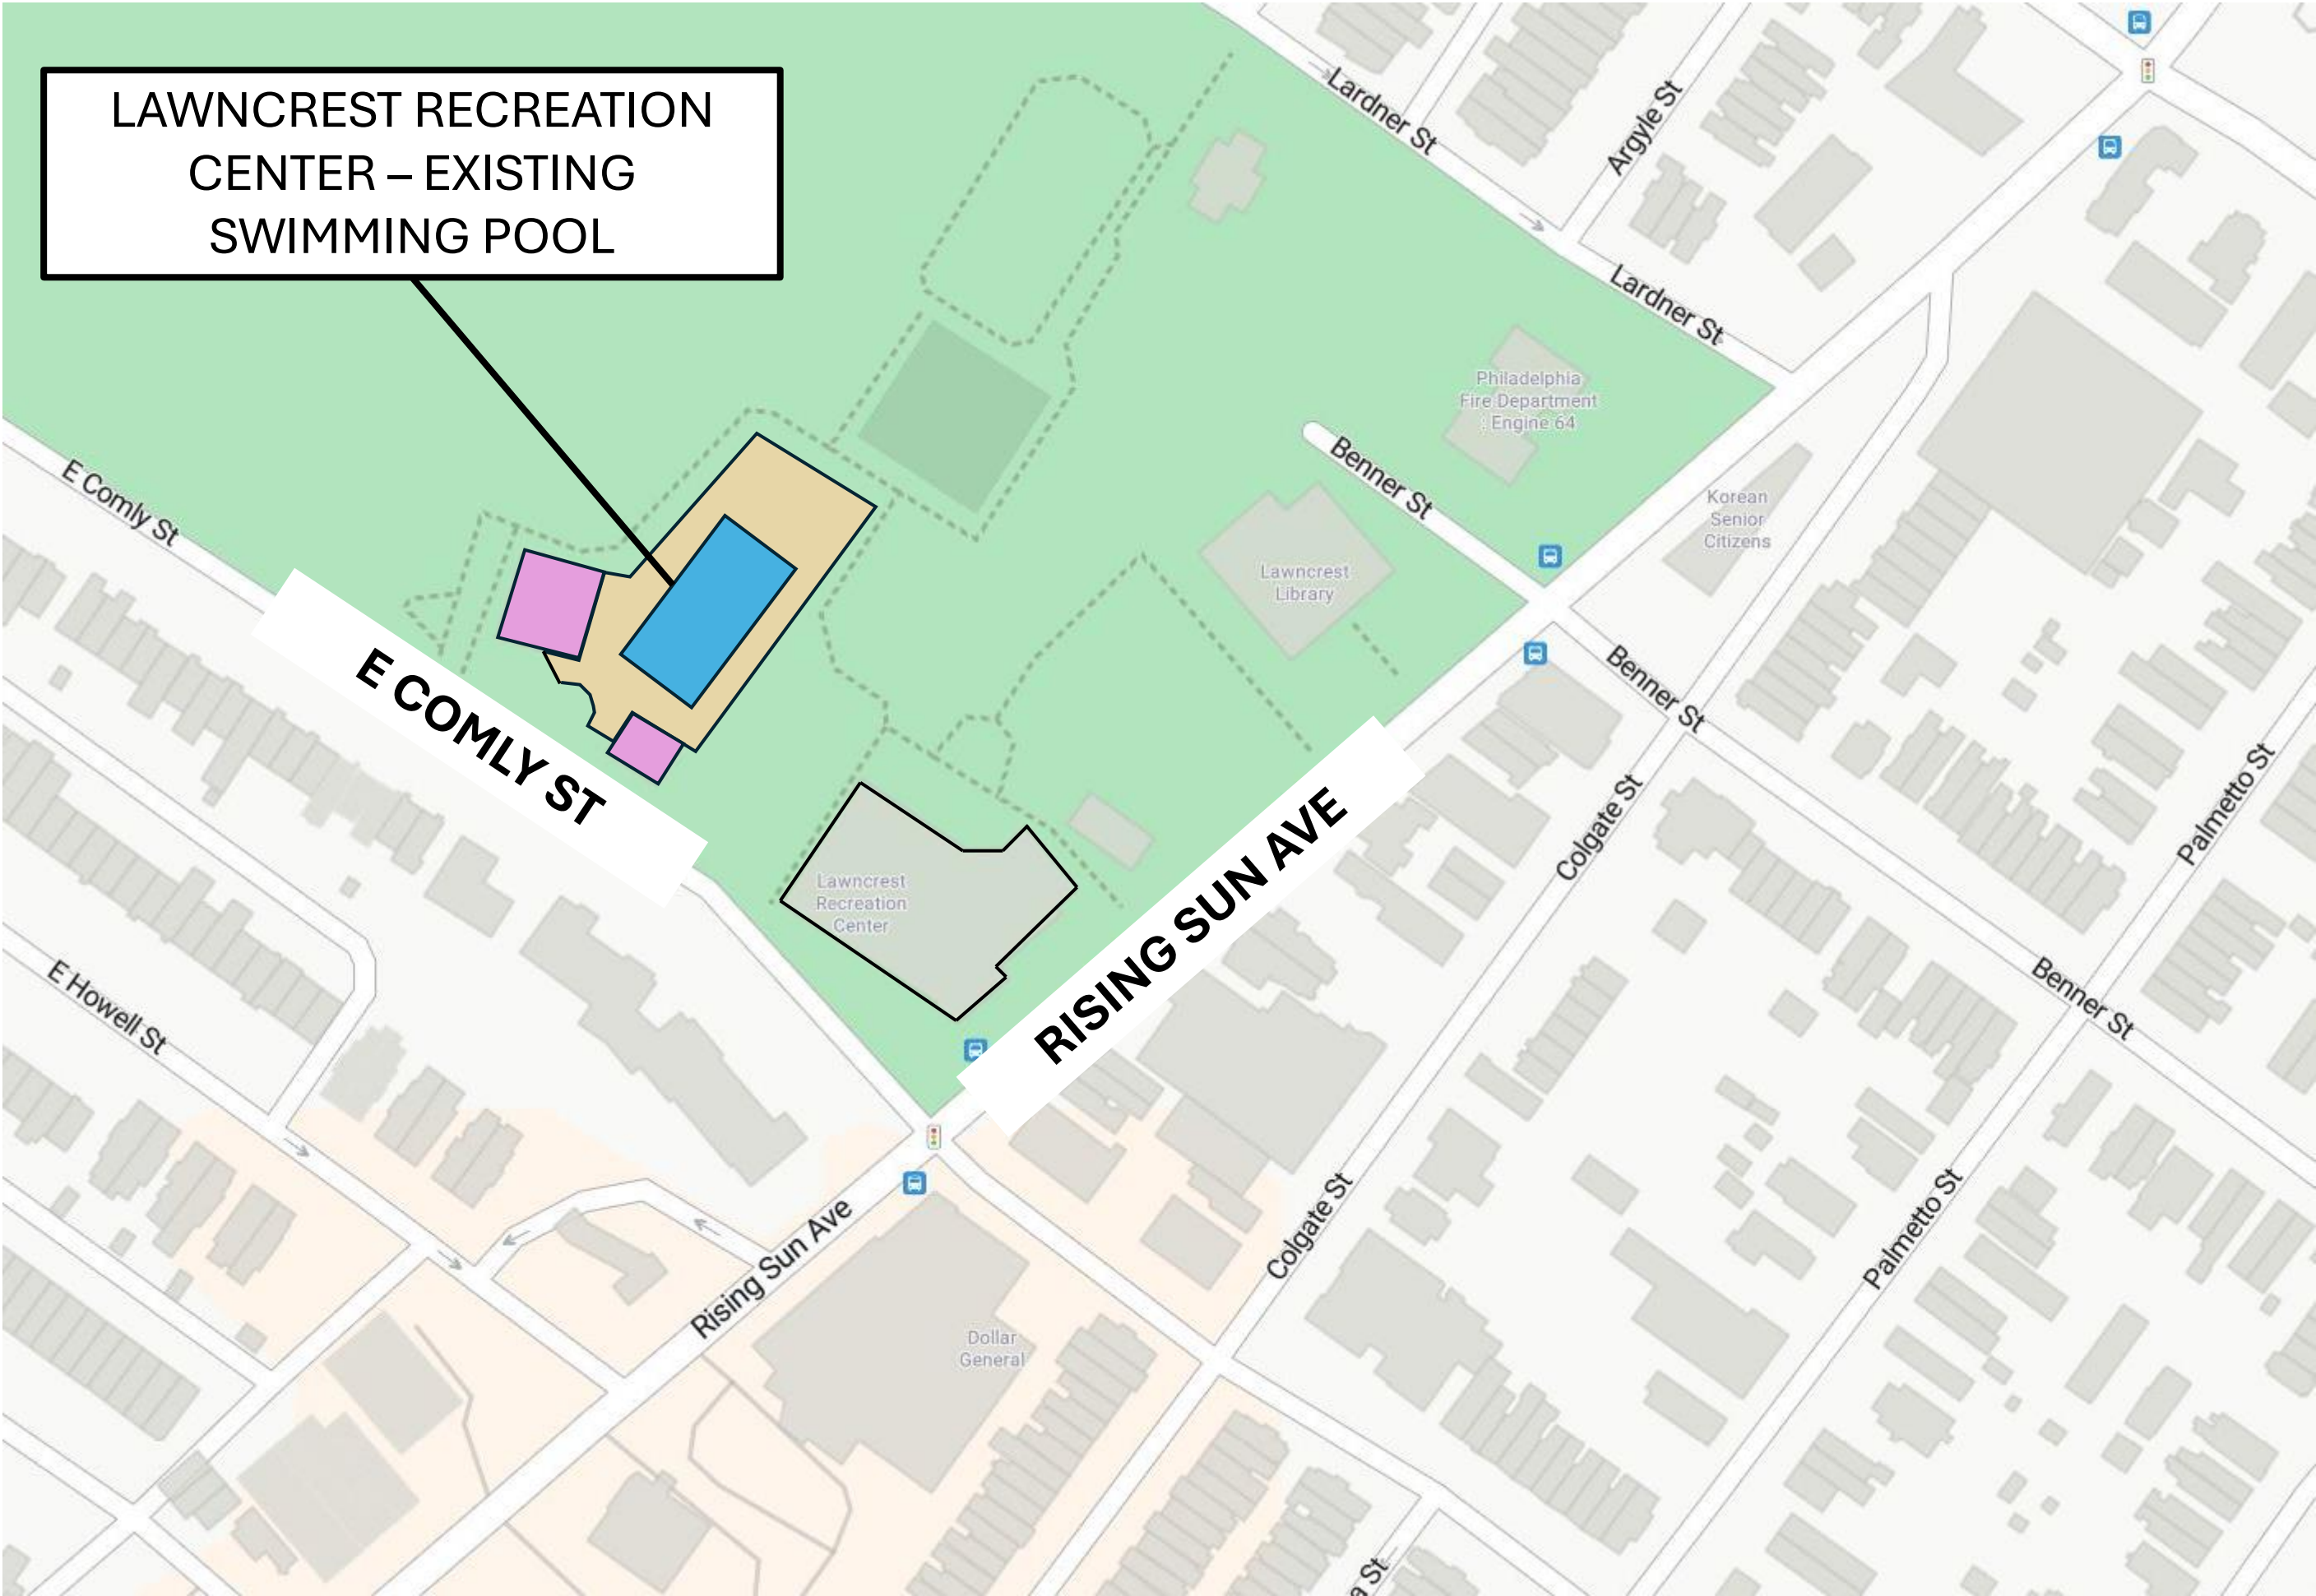 LAWNCREST RECREATION
CENTER – EXISTING
SWIMMING POOL
Lardner St
Argyle St
Lardner St
Philadelphia
Fire Department
: Engine 64
Benner St
Korean
Senior
Citizens
E Comly St
Lawncrest
Library
E COMLY ST
Benner St
Palmetto St
Colgate St
RISING SUN AVE
Lawncrest
Recreation
Center
E Howell St
Benner St
Rising Sun Ave
Colgate St
Palmetto St
Dollar
General
a St